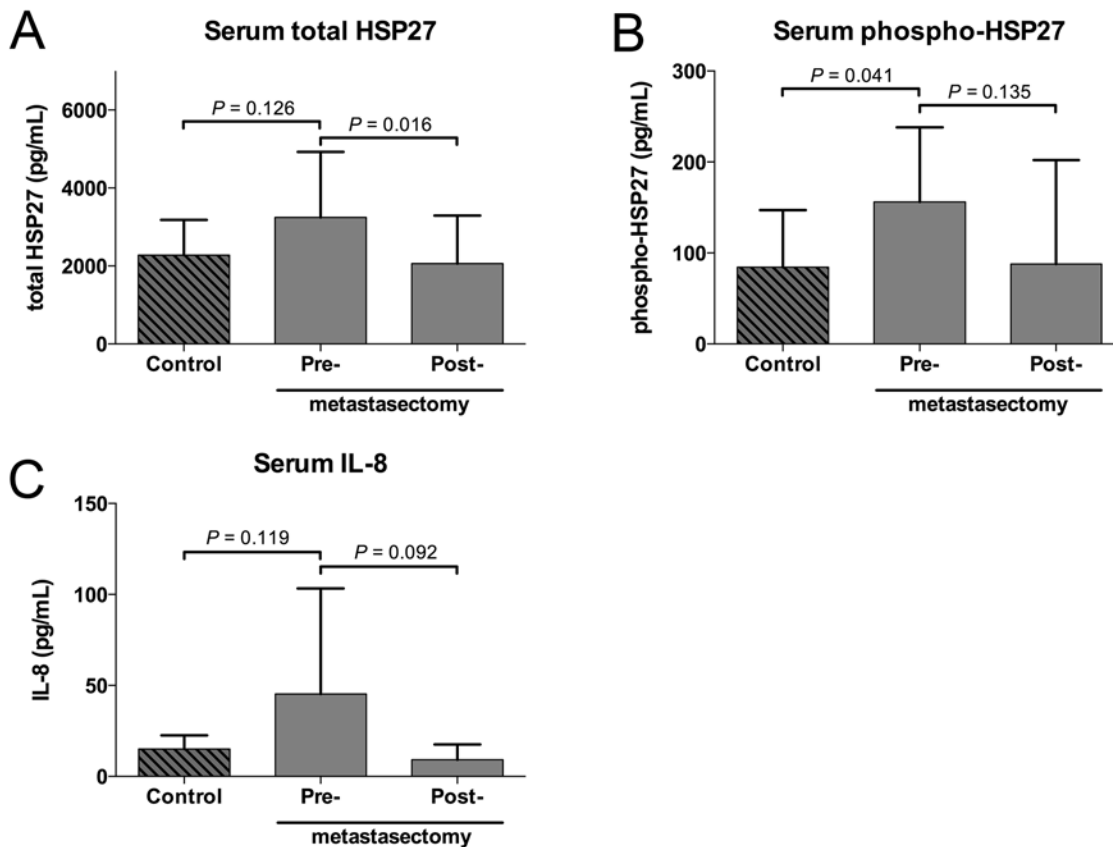 A
Serum total HSP27
total HSP27 (pg/mL)
6000
4000
2000
0
P = 0.126
P = 0.016
Control
Pre-
Post-
metastasectomy
B
Serum phospho-HSP27
phospho-HSP27 (pg/mL)
300
200
100
0
P = 0.041
P = 0.135
Control
Pre-
Post-
metastasectomy
C
Serum IL-8
IL-8 (pg/mL)
150
100
50
0
P = 0.119
P = 0.092
Control
Pre-
Post-
metastasectomy